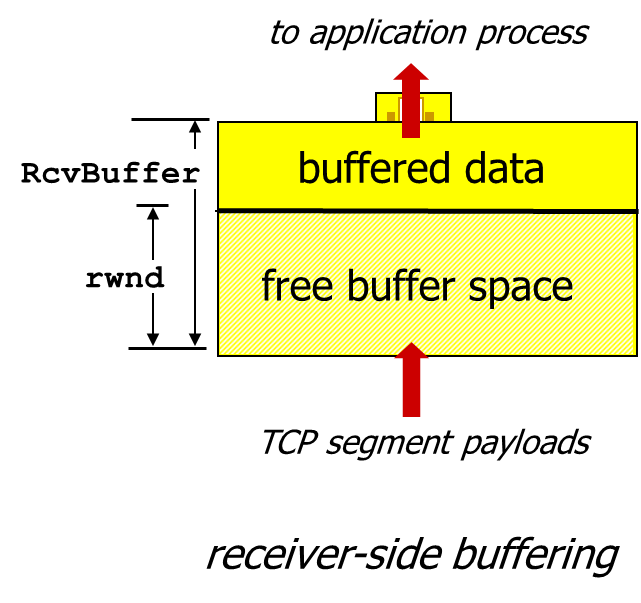 to application process
RcvBuffer
buffered data
rwnd
free buffer space
TCP segment payloads
receiver-side buffering